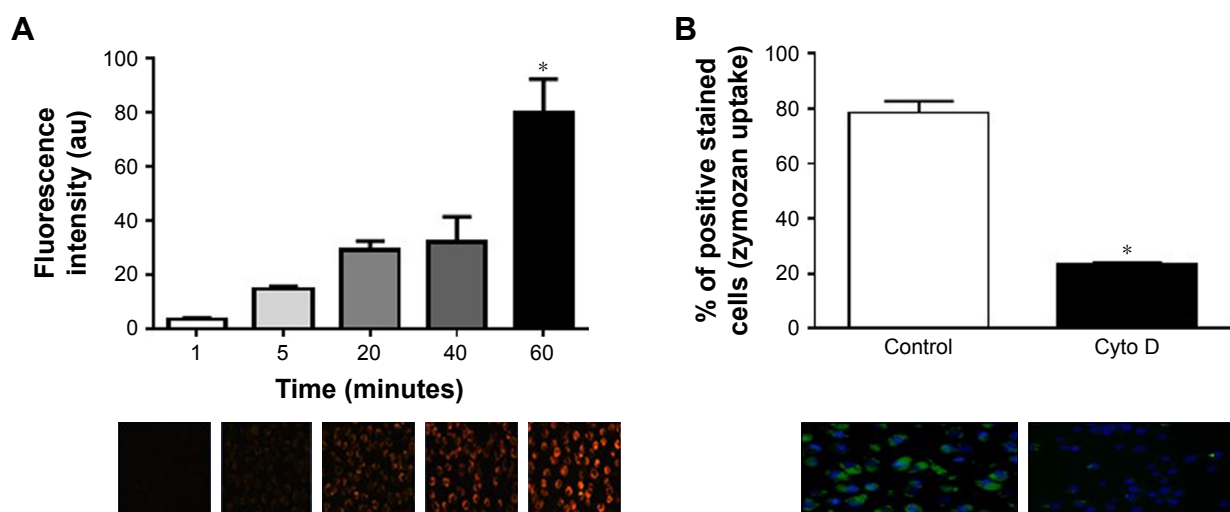 A
Fluorescence
intensity (au)
100
80
60
40
20
0
*
1 5 20 40 60
Time (minutes)
B
% of positive stained
cells (zymozan uptake)
100
80
60
40
20
0
*
Control Cyto D